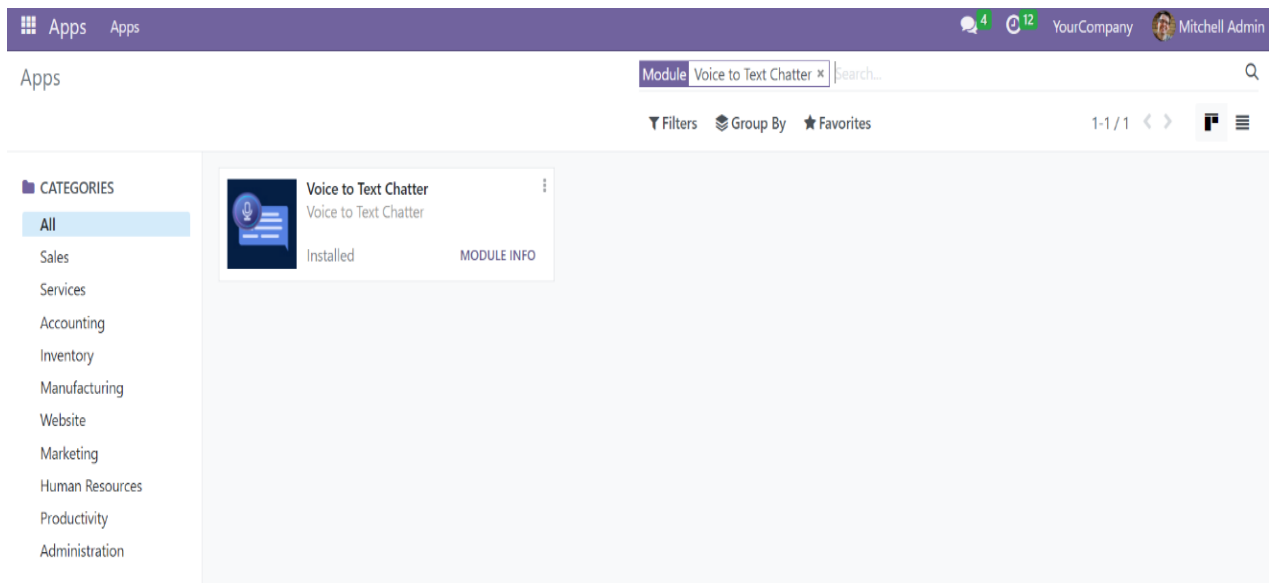 Apps Apps 4 12 YourCompany Mitchell Admin
Apps Module Voice to Text Chatter × Search...
Filters Group By Favorites 1-1 / 1
CATEGORIES
All
Sales
Services
Accounting
Inventory
Manufacturing
Website
Marketing
Human Resources
Productivity
Administration
Voice to Text Chatter
Voice to Text Chatter
Installed MODULE INFO